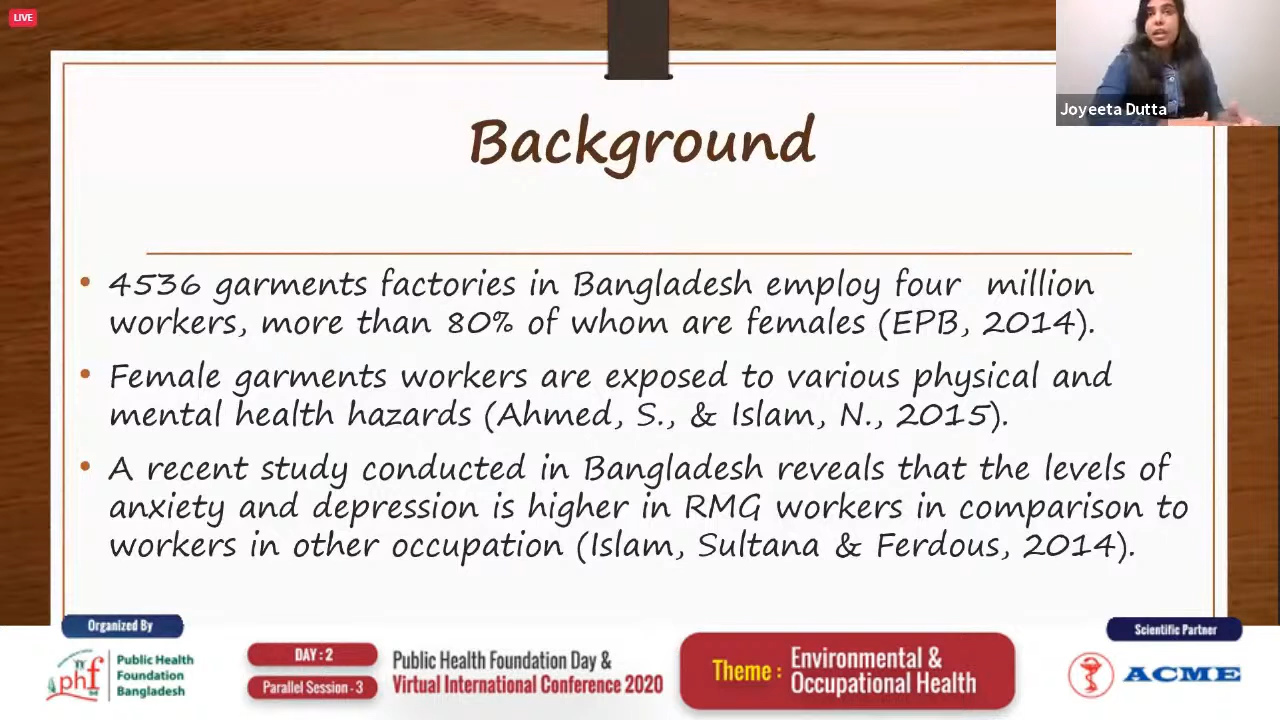 LIVE
Joyeeta Dutta
Background
• 4536 garments factories in Bangladesh employ four million
workers, more than 80% of whom are females (EPB, 2014).
• Female garments workers are exposed to various physical and
mental health hazards (Ahmed, S., & Islam, N., 2015).
• A recent study conducted in Bangladesh reveals that the levels of
anxiety and depression is higher in RMG workers in comparison to
workers in other occupation (Islam, Sultana & Ferdous, 2014).
Organized By
phf
Public Health
Foundation
Bangladesh
DAY : 2
Parallel Session - 3
Public Health Foundation Day &
Virtual International Conference 2020
Theme :
Environmental &
Occupational Health
Scientific Partner
ACME